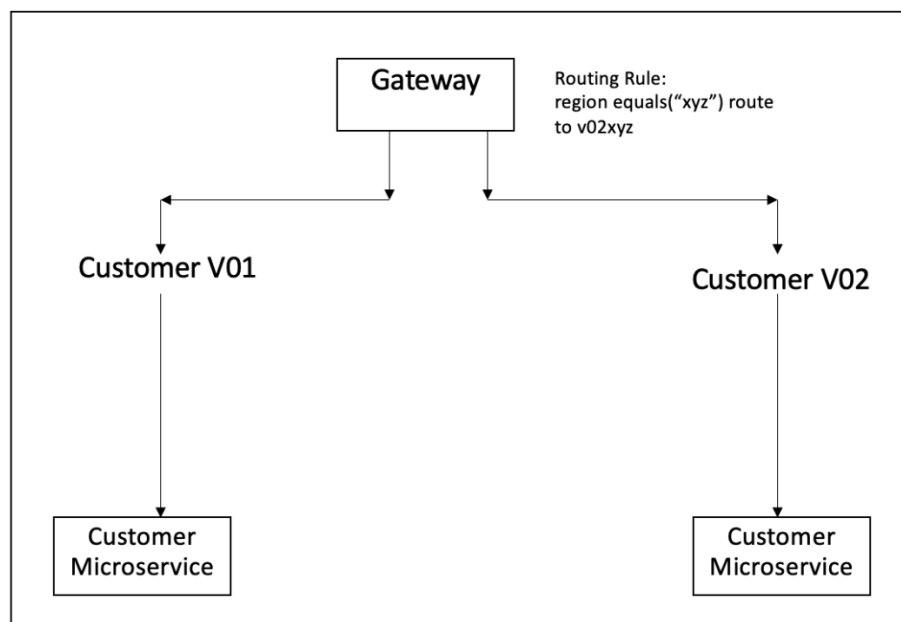 Gateway
Routing Rule:
region equals(“xyz”) route
to v02xyz
Customer V01
Customer V02
Customer
Microservice
Customer
Microservice